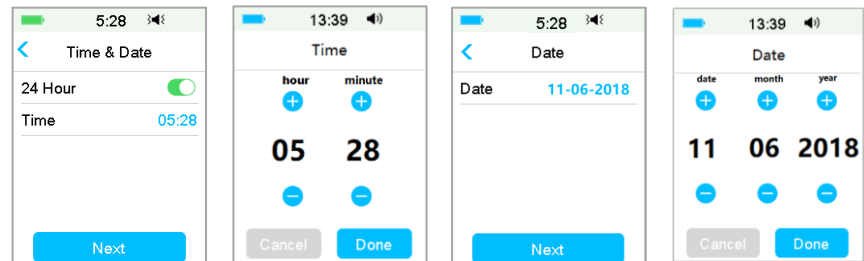 5:28
Time & Date
24 Hour
Time 05:28
Next
13:39
Time
hour minute
05 28
Cancel Done
5:28
Date
Date 11-06-2018
Next
13:39
Date
date month year
11 06 2018
Cancel Done